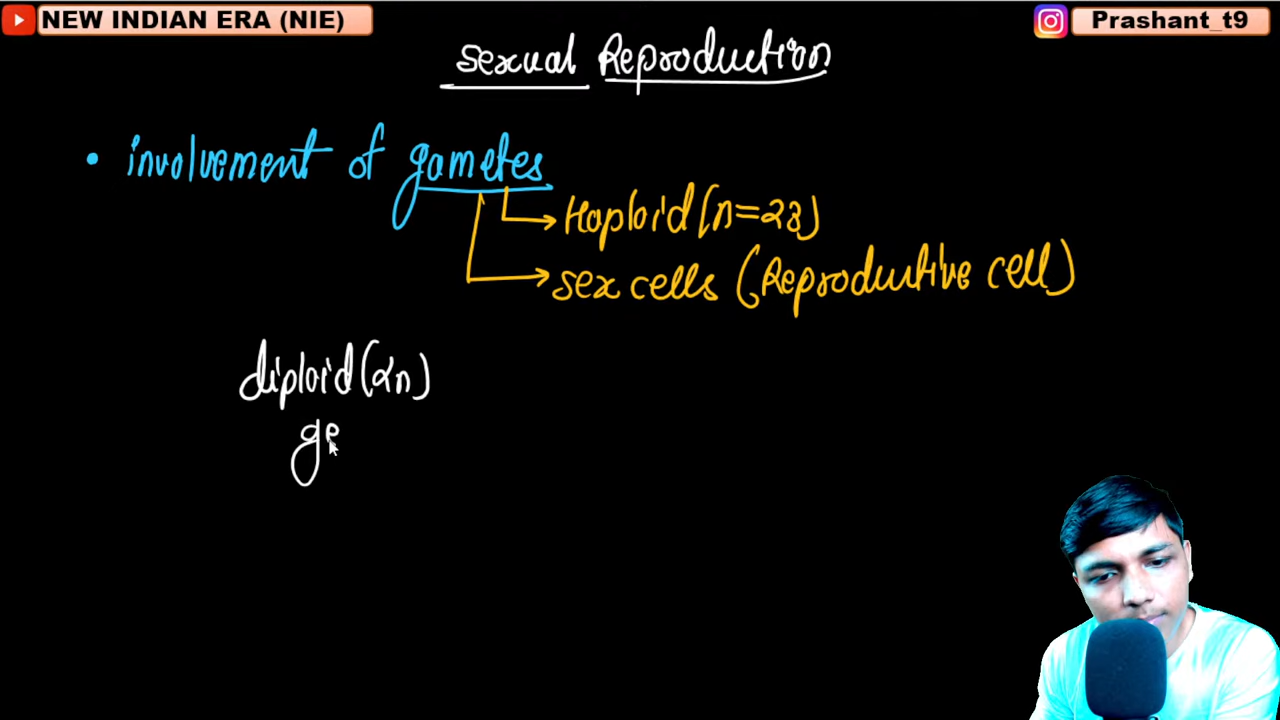 NEW INDIAN ERA (NIE)
Prashant_t9
Sexual Reproduction
• involvement of gametes
Haploid (n=23)
sex cells (Reproductive cell)
diploid (2n)
ge